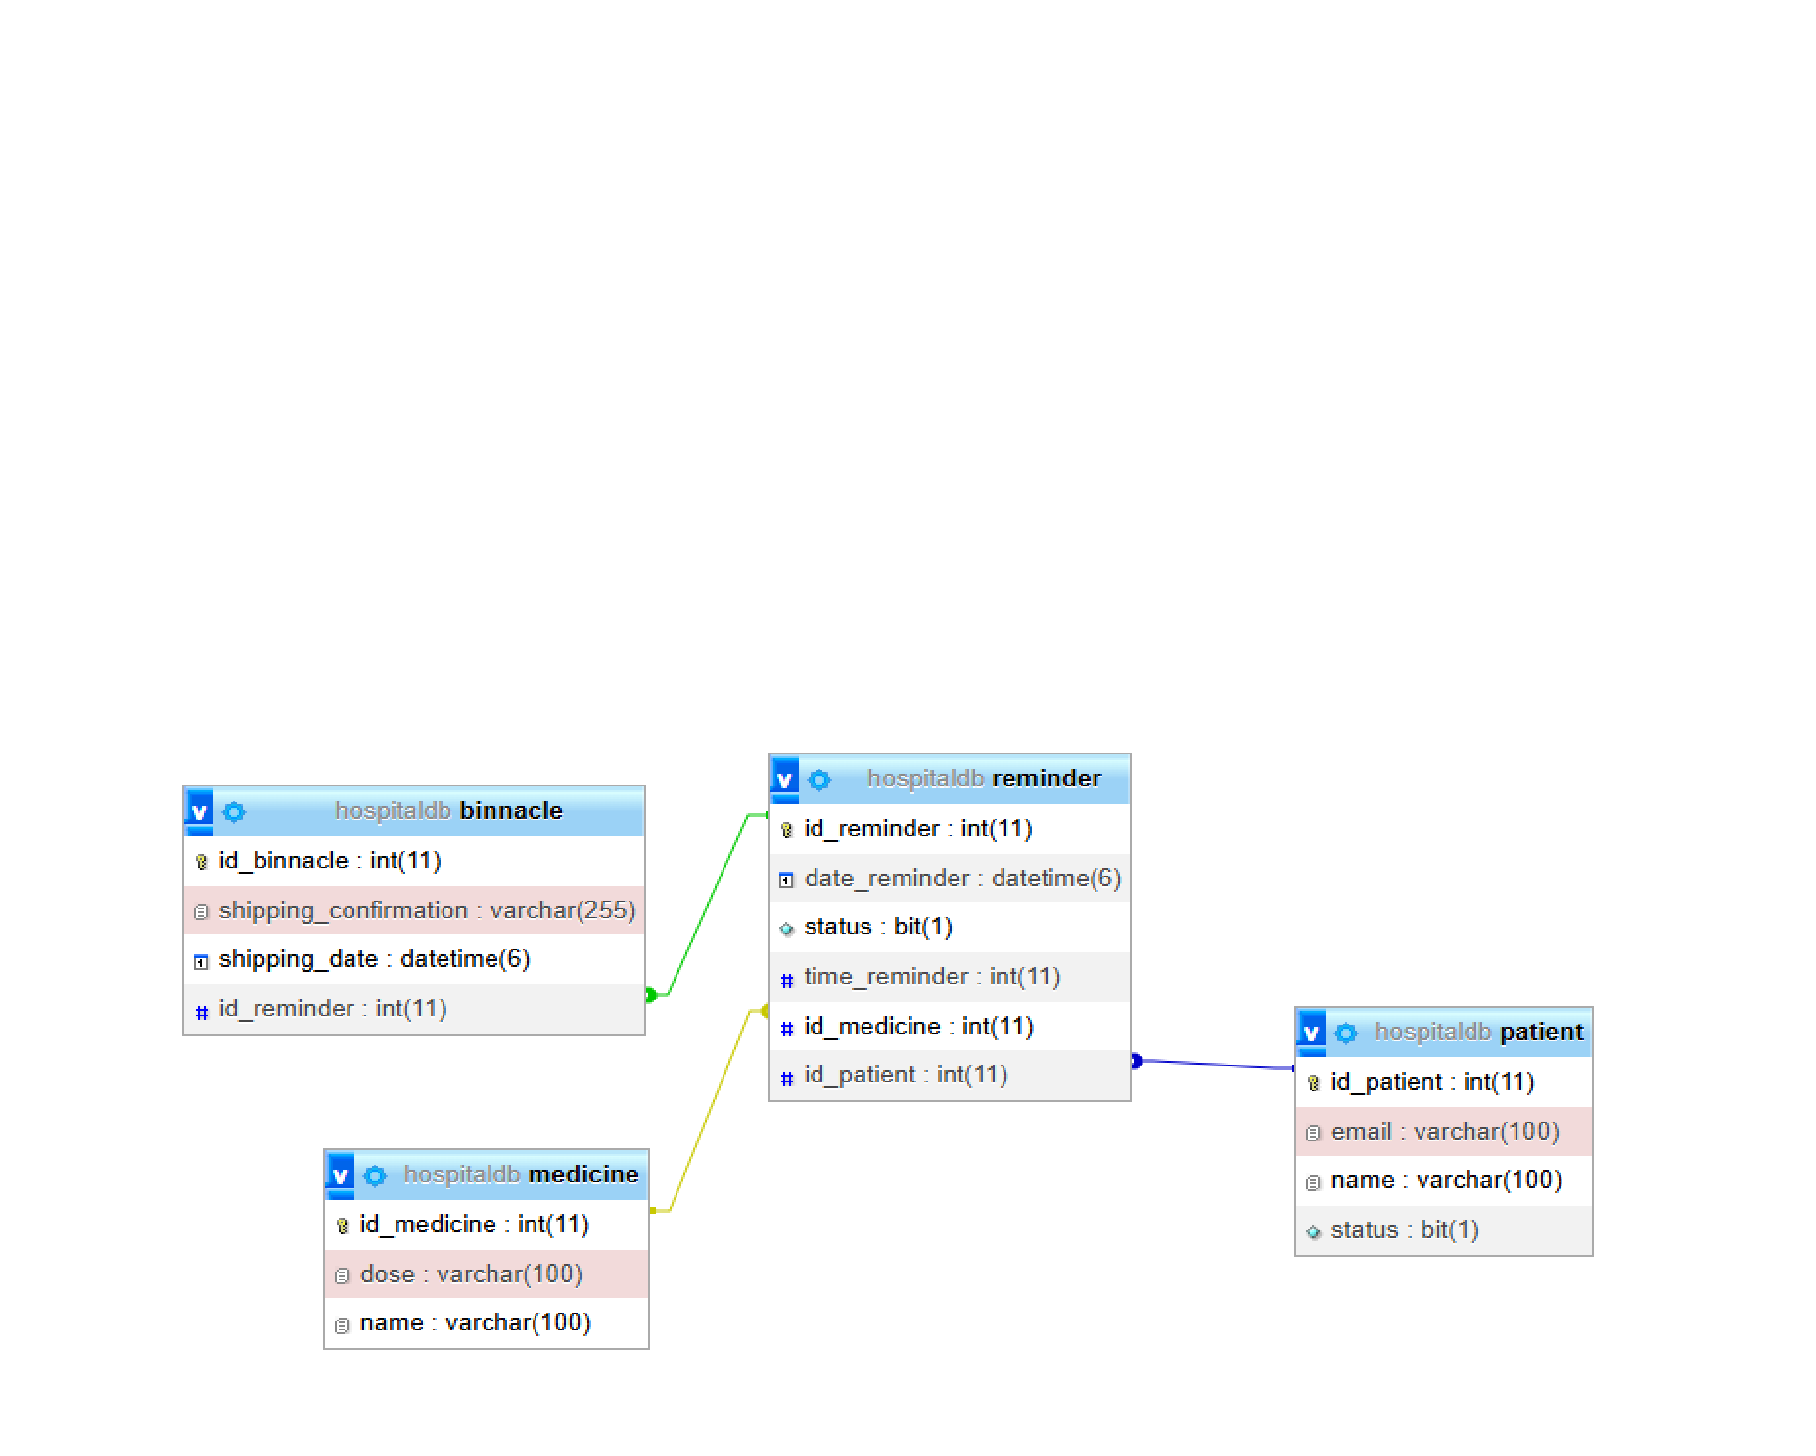 v hospitaldb binnacle
id_binnacle : int(11)
shipping_confirmation : varchar(255)
shipping_date : datetime(6)
# id_reminder : int(11)
v hospitaldb reminder
id_reminder : int(11)
date_reminder : datetime(6)
status : bit(1)
# time_reminder : int(11)
# id_medicine : int(11)
# id_patient : int(11)
v hospitaldb medicine
id_medicine : int(11)
dose : varchar(100)
name : varchar(100)
v hospitaldb patient
id_patient : int(11)
email : varchar(100)
name : varchar(100)
status : bit(1)